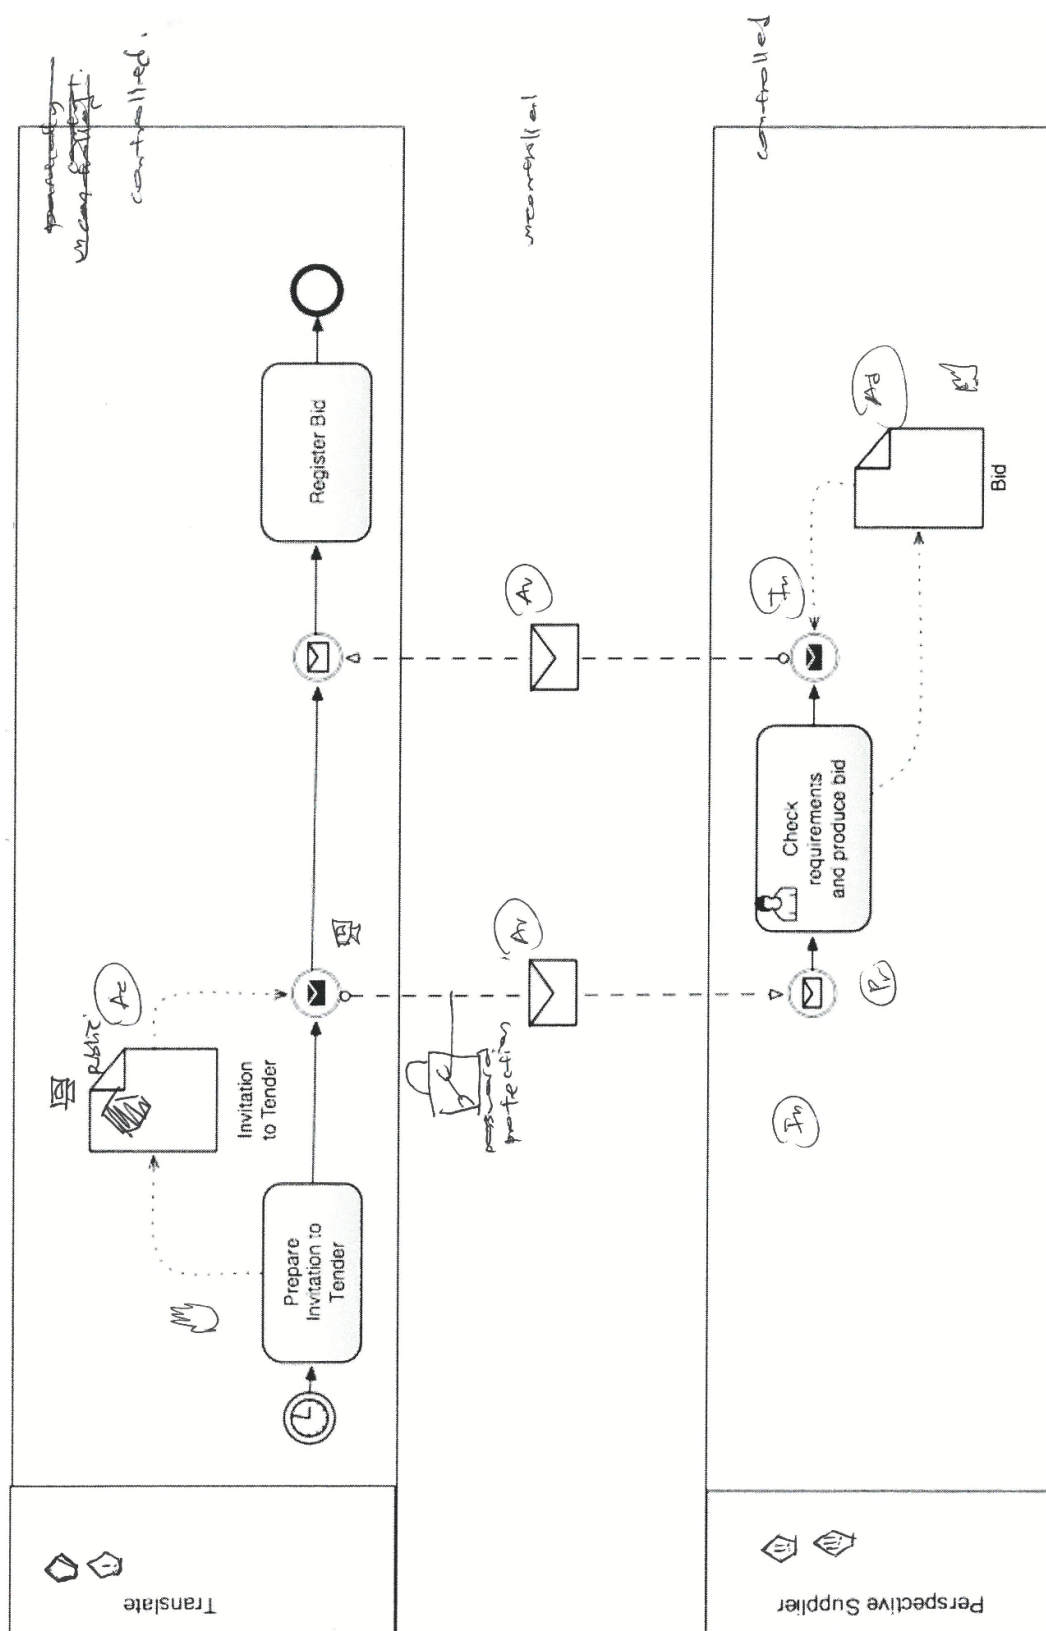 controlled.
uncontrolled
controlled
Translate
Prepare
Invitation to
Tender
Invitation
to Tender
public
Ac
Register Bid
password
protection
Av
Av
Perspective Supplier
In
Pr
Check
requirements
and produce bid
In
Bid
Ad